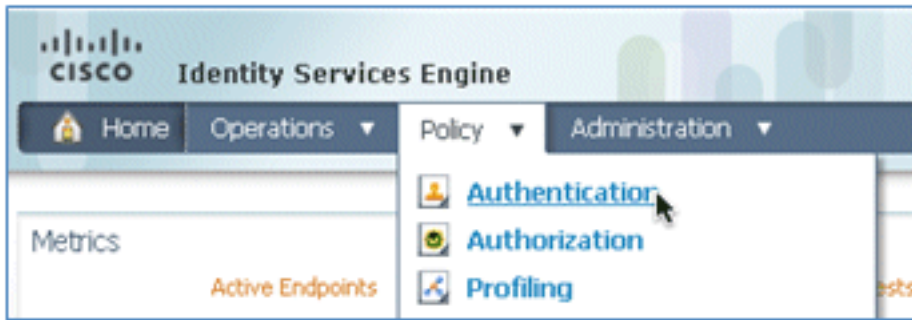 CISCO Identity Services Engine
Home Operations Policy Administration
Authentication
Authorization
Profiling
Metrics
Active Endpoints